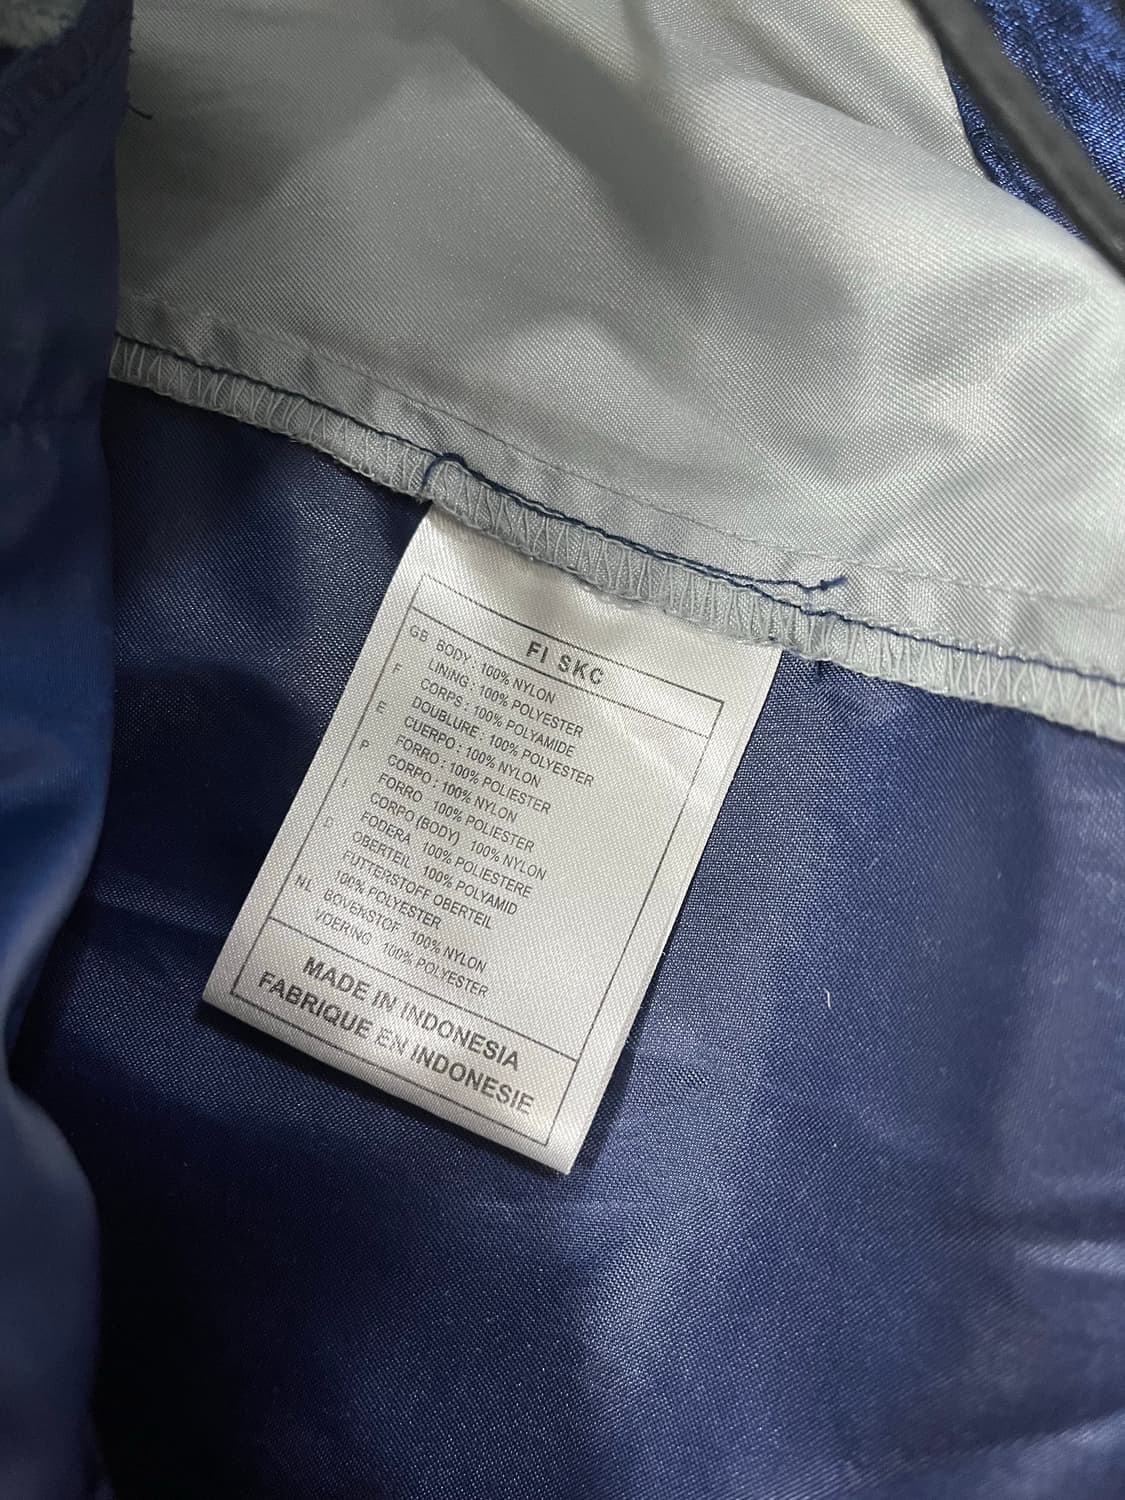 FI SKC
GB BODY : 100% NYLON
LINING : 100% POLYESTER
F CORPS : 100% POLYAMIDE
DOUBLURE : 100% POLYESTER
E CUERPO : 100% NYLON
FORRO : 100% POLIESTER
P CORPO : 100% NYLON
FORRO 100% POLIESTER
I CORPO (BODY) 100% NYLON
FODERA 100% POLIESTERE
D OBERTEIL 100% POLYAMID
FUTTERSTOFF OBERTEIL
100% POLYESTER
NL BOVENSTOF 100% NYLON
VOERING 100% POLYESTER
MADE IN INDONESIA
FABRIQUE EN INDONESIE